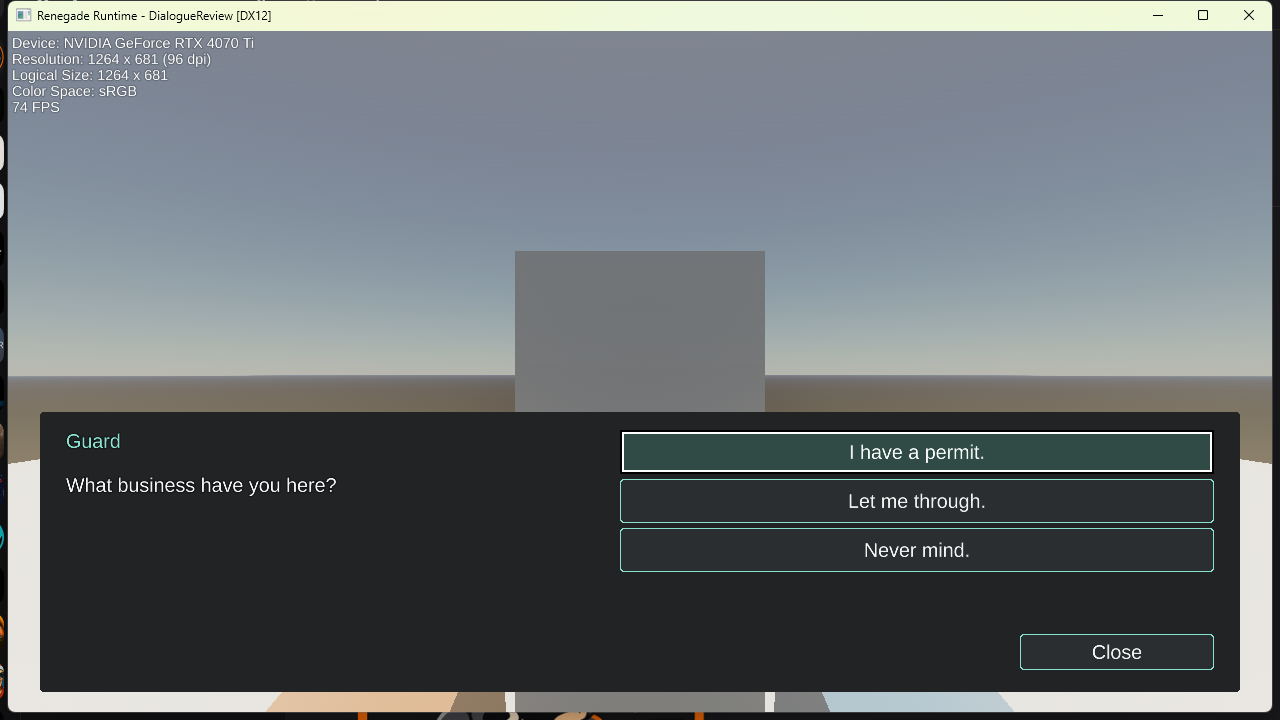 Renegade Runtime - DialogueReview [DX12]
Device: NVIDIA GeForce RTX 4070 Ti
Resolution: 1264 x 681 (96 dpi)
Logical Size: 1264 x 681
Color Space: sRGB
74 FPS
Guard
What business have you here?
I have a permit.
Let me through.
Never mind.
Close